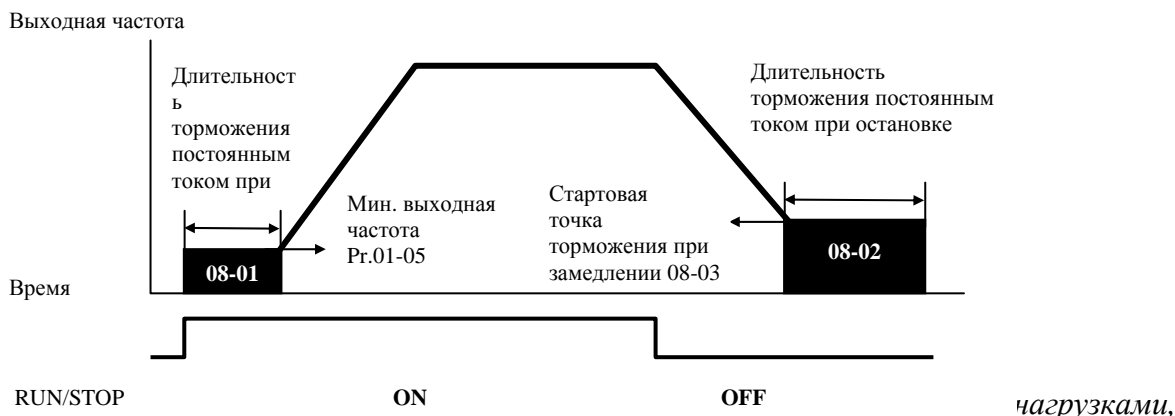 Выходная частота
Длительност
ь
торможения
постоянным
током при
Длительность
торможения постоянным
током при остановке
Мин. выходная
частота
Pr.01-05
Стартовая
точка
торможения при
замедлении 08-03
08-01
08-02
Время
RUN/STOP
ON
OFF
нагрузками,